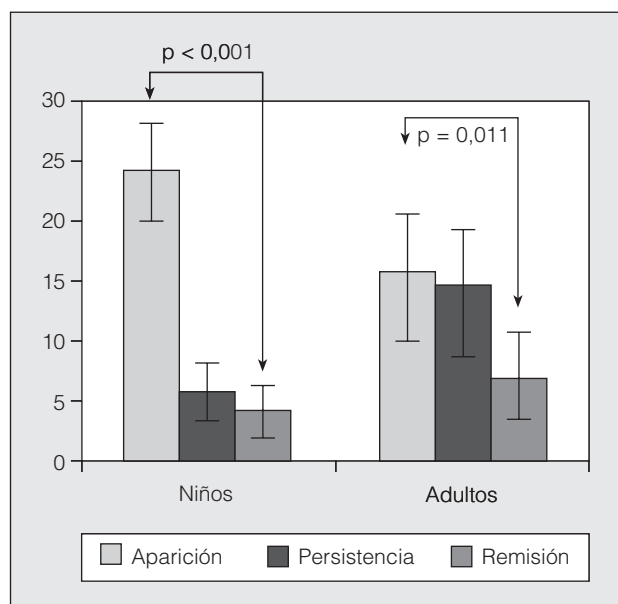 p < 0,001
30
25
20
15
10
5
0
p = 0,011
Niños
Adultos
Aparición
Persistencia
Remisión